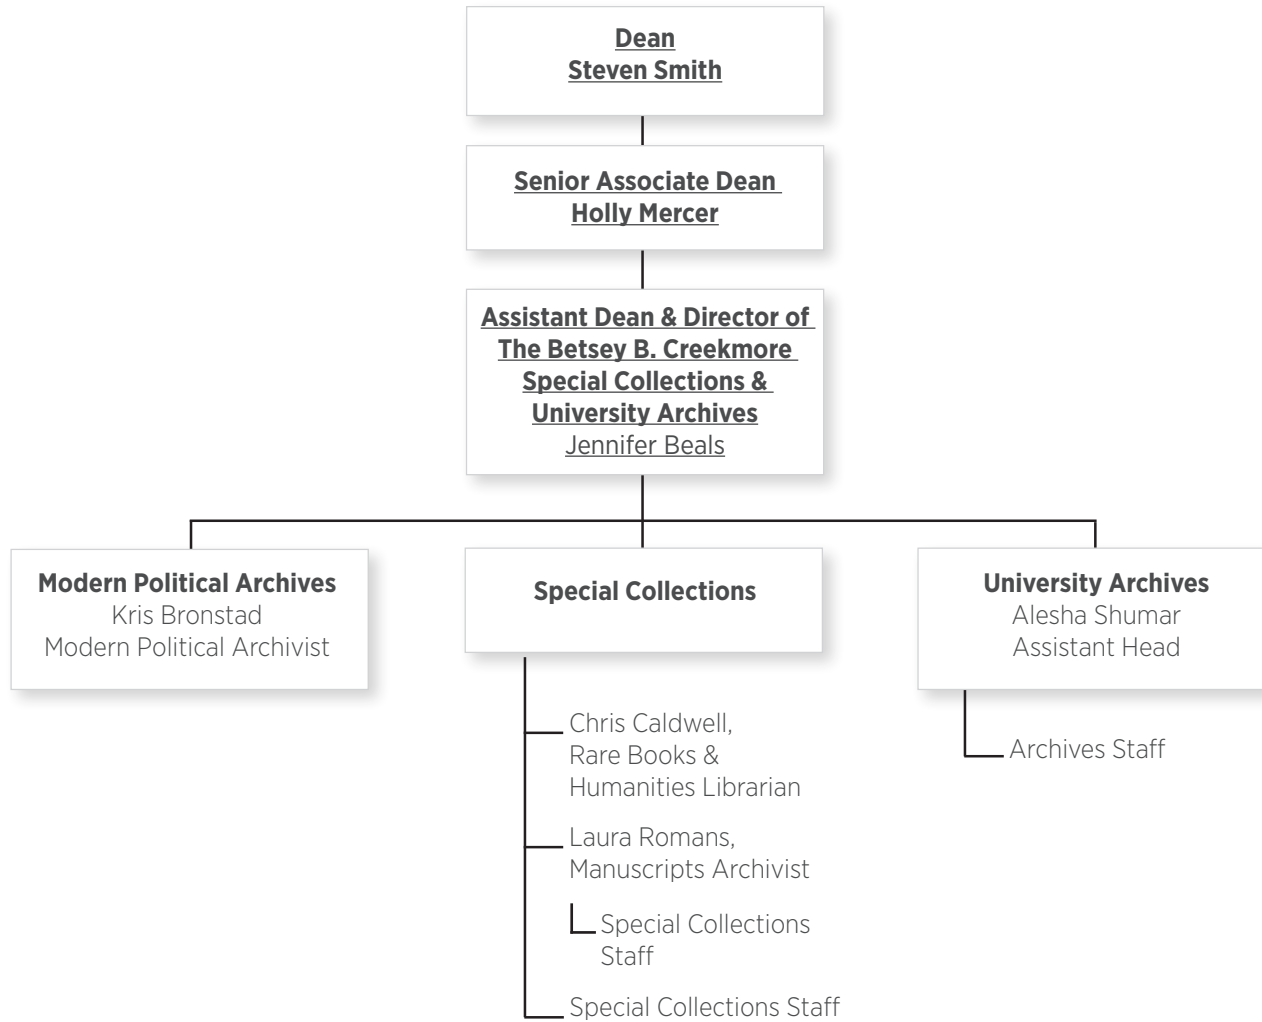 Dean
Steven Smith
Senior Associate Dean
Holly Mercer
Assistant Dean & Director of
The Betsey B. Creekmore
Special Collections &
University Archives
Jennifer Beals
Modern Political Archives
Kris Bronstad
Modern Political Archivist
Special Collections
University Archives
Alesha Shumar
Assistant Head
Chris Caldwell,
Rare Books &
Humanities Librarian
Laura Romans,
Manuscripts Archivist
Special Collections
Staff
Special Collections Staff
Archives Staff